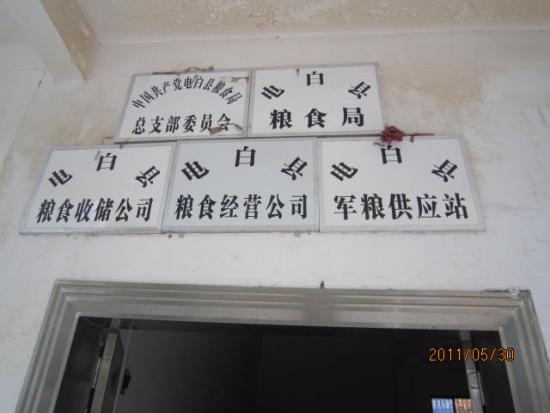 中国共产党电白县粮食局
总支部委员会
电白县
粮食局
电白县
粮食收储公司
电白县
粮食经营公司
电白县
军粮供应站
2011/05/30